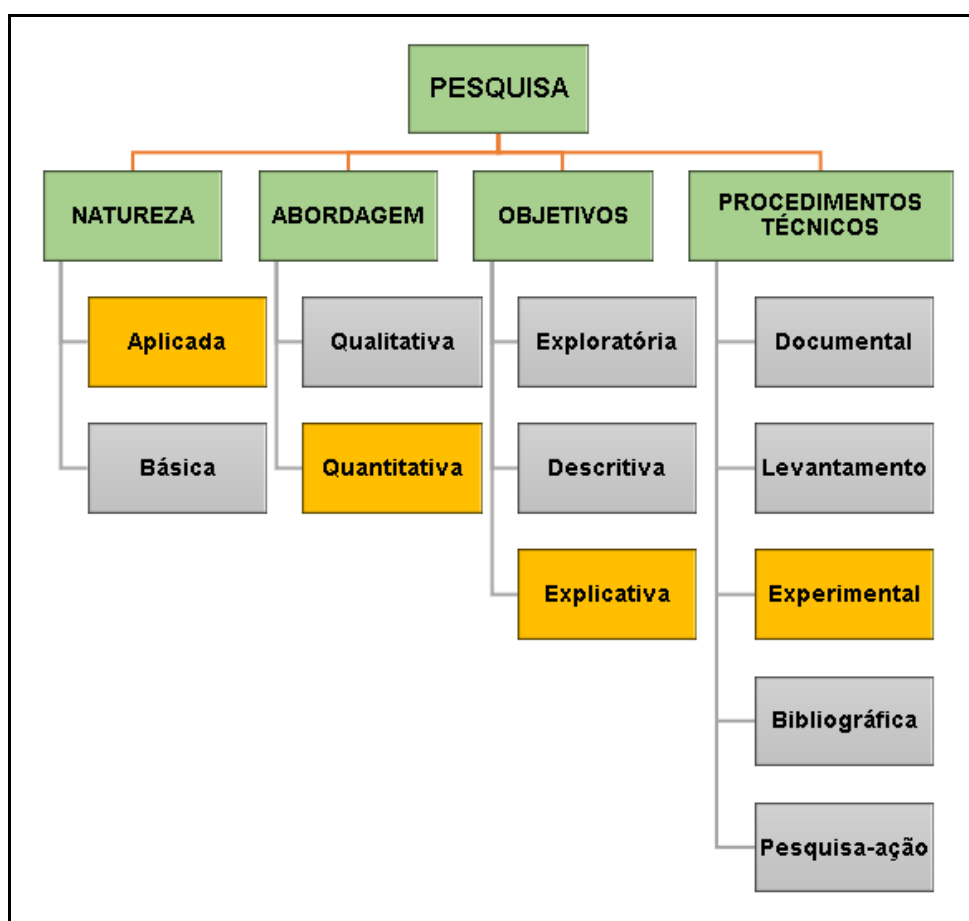 PESQUISA
NATUREZA
ABORDAGEM
OBJETIVOS
PROCEDIMENTOS
TÉCNICOS
Aplicada
Básica
Qualitativa
Quantitativa
Exploratória
Descritiva
Explicativa
Documental
Levantamento
Experimental
Bibliográfica
Pesquisa-ação